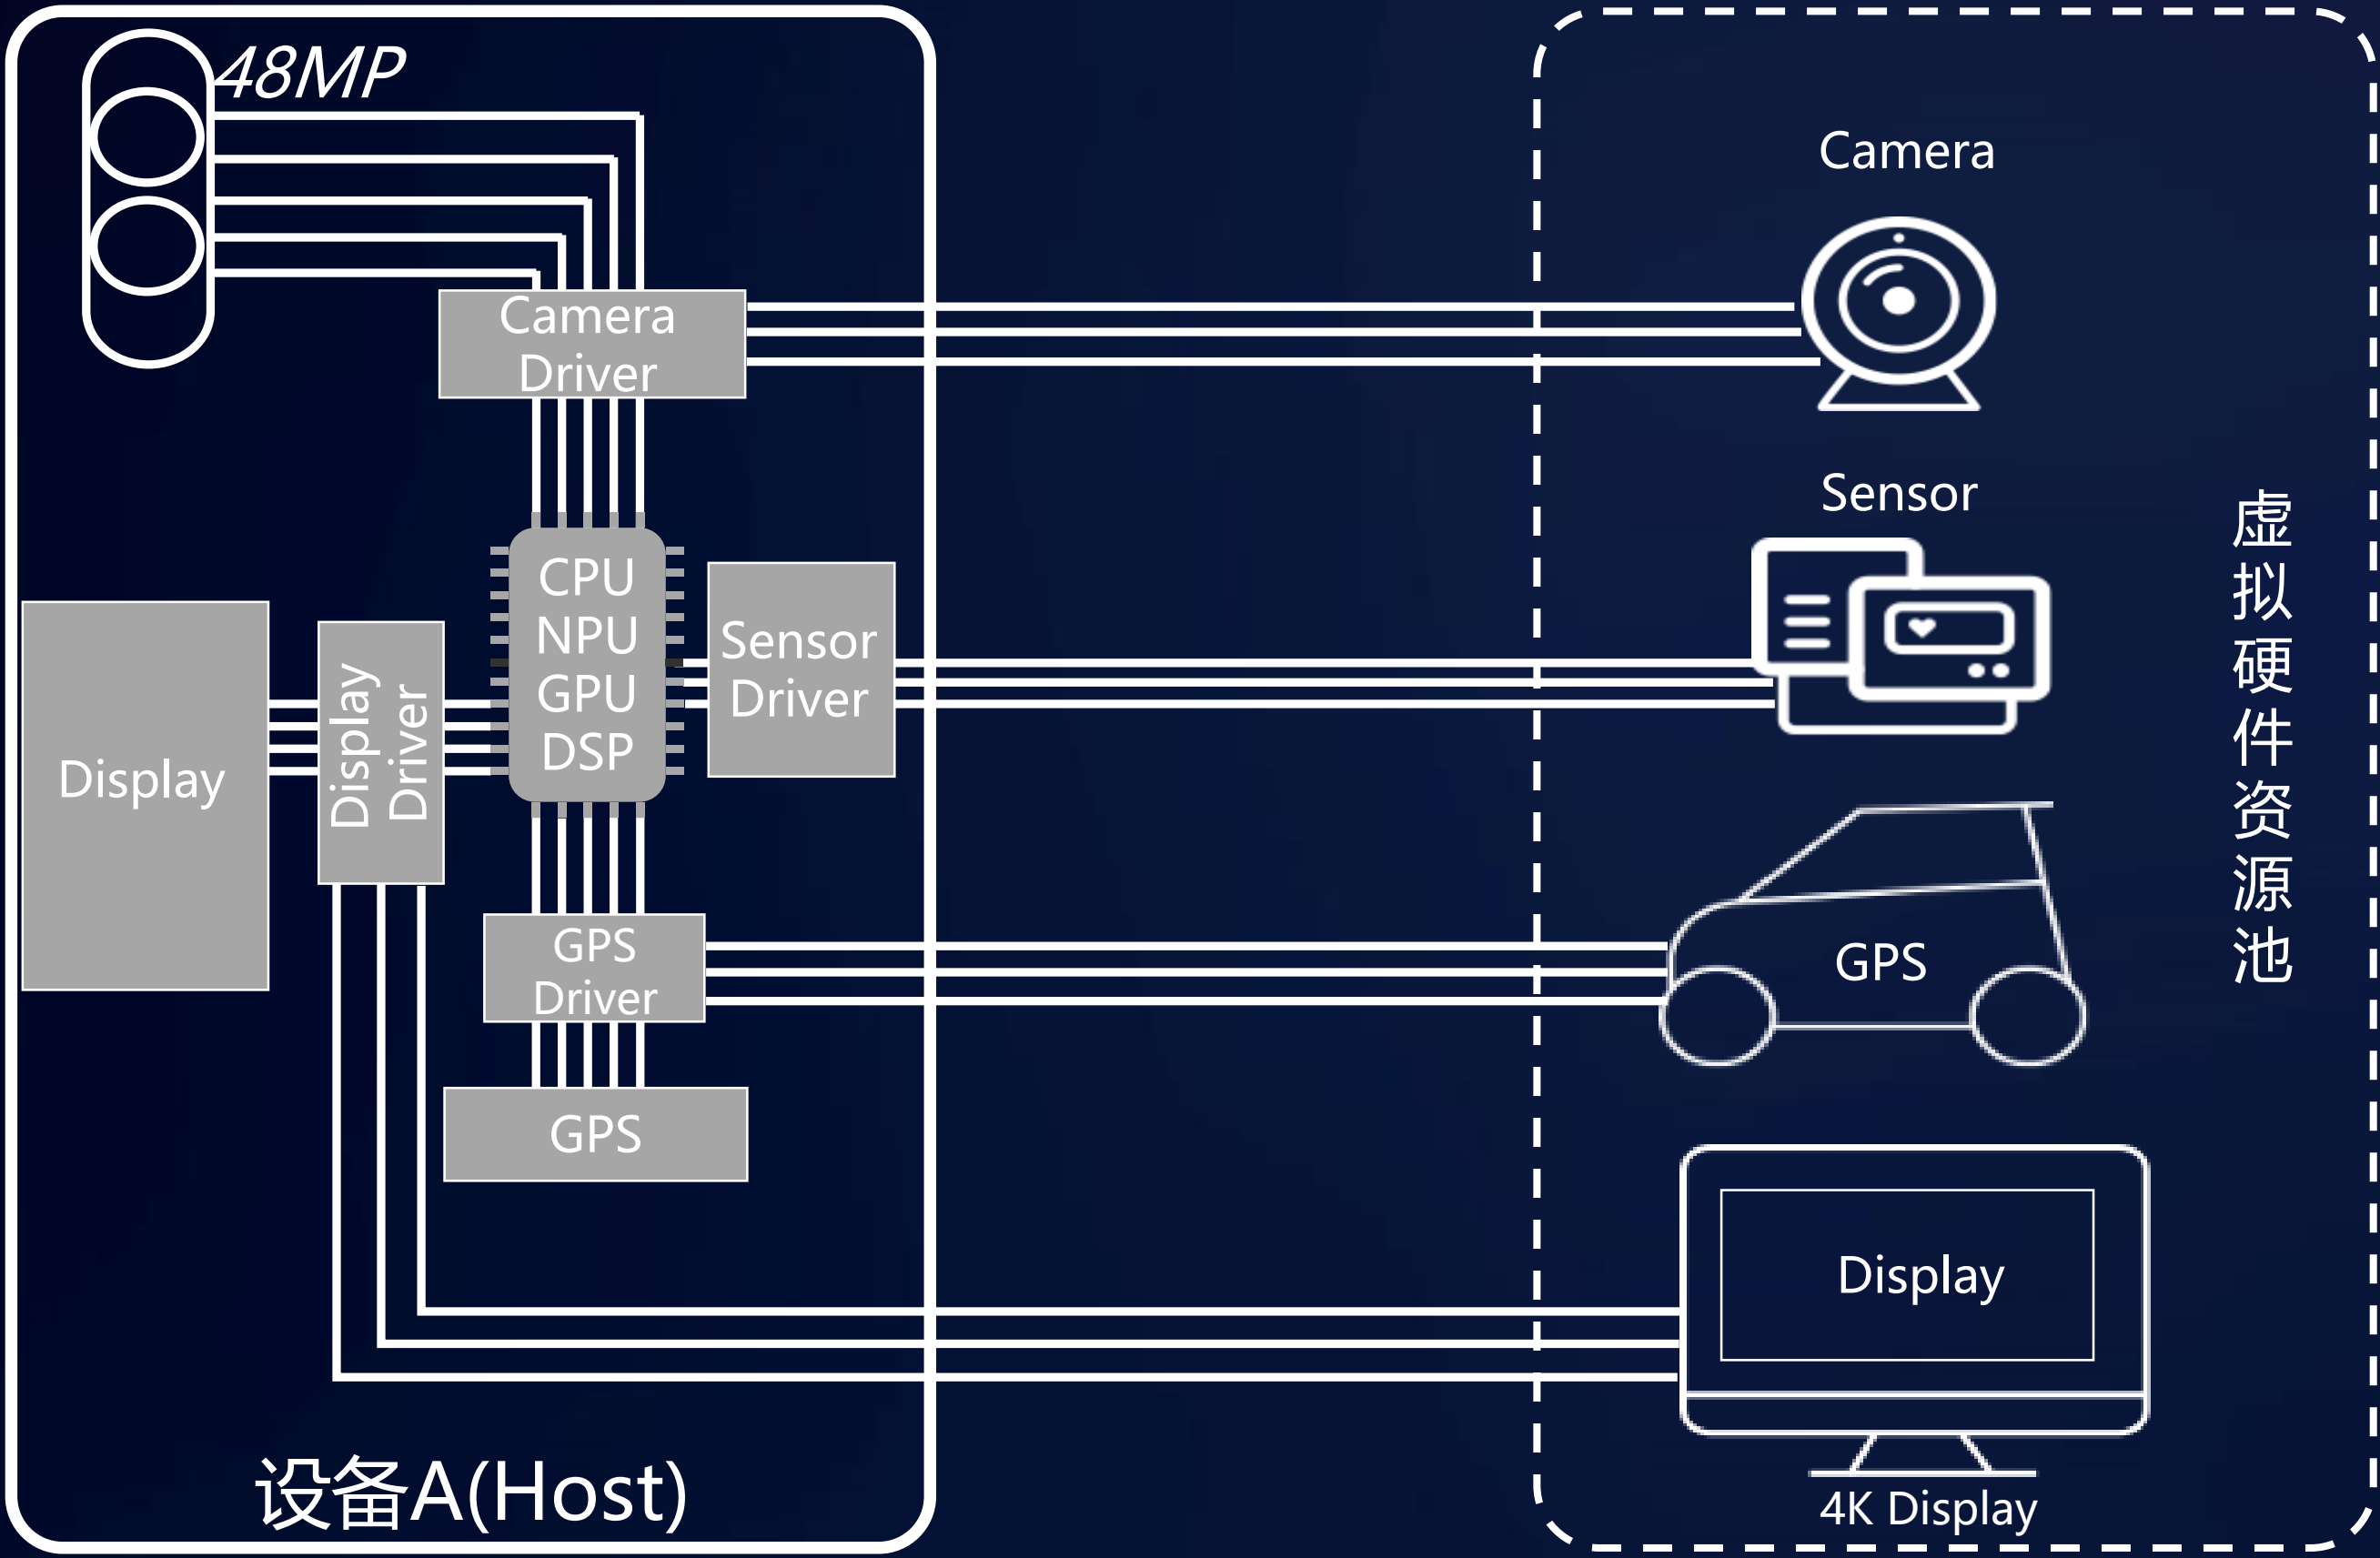 48MP
Camera
Driver
CPU
NPU
GPU
DSP
Sensor
Driver
Display
Display
Driver
GPS
Driver
GPS
设备A(Host)
Camera
Sensor
GPS
Display
4K Display
虚拟硬件资源池